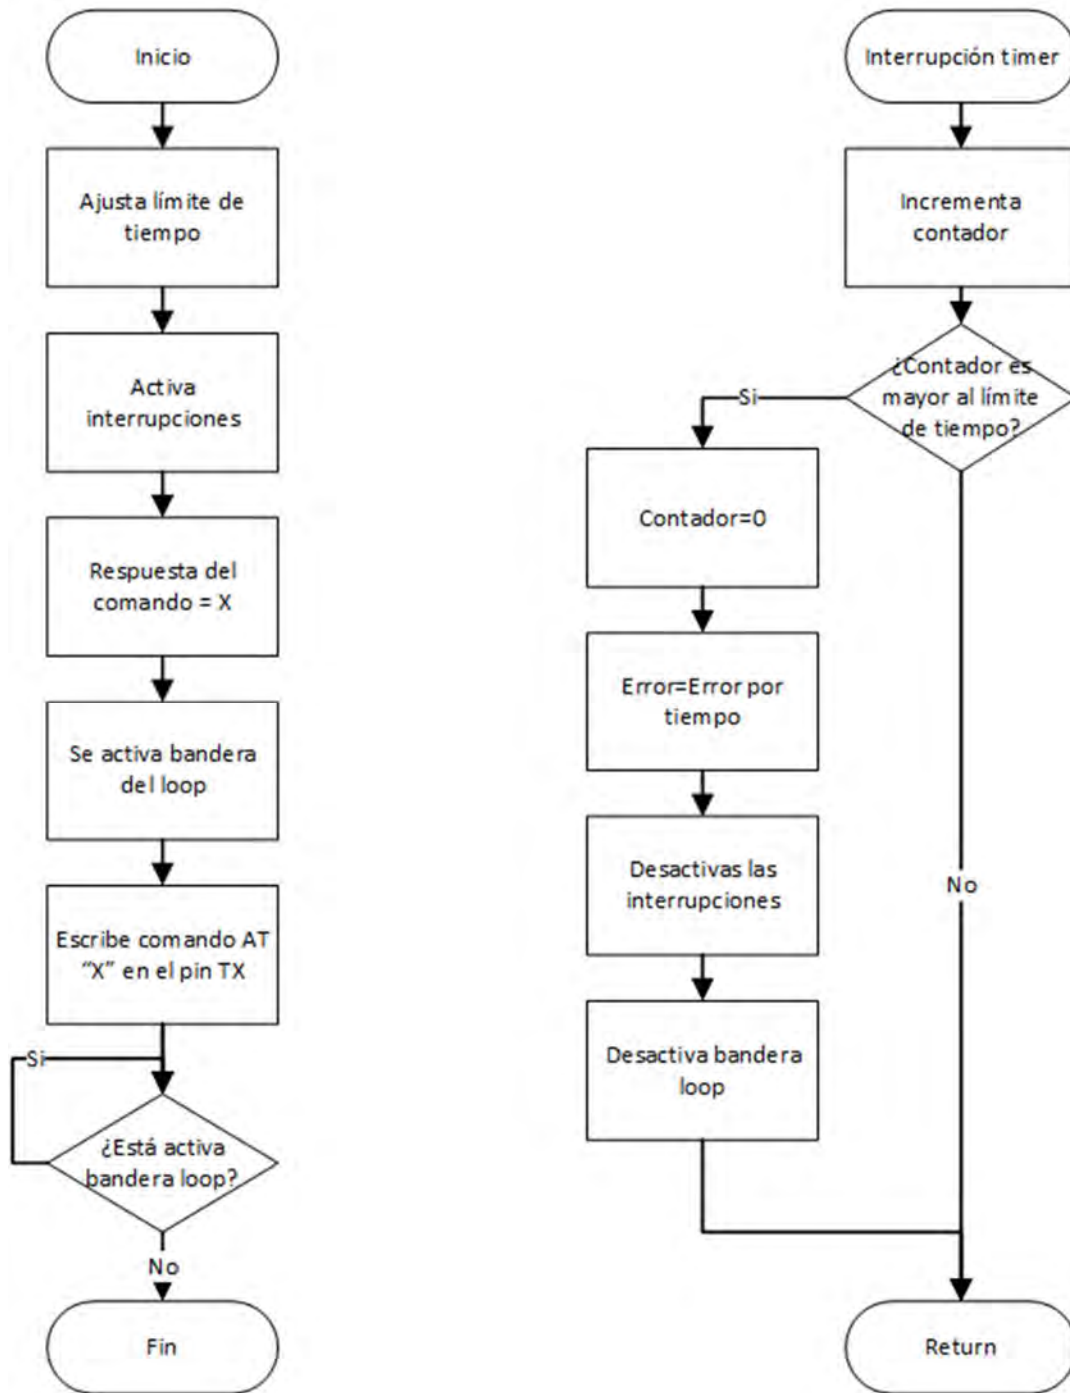 Inicio
Ajusta límite de
tiempo
Activa
interrupciones
Respuesta del
comando = X
Se activa bandera
del loop
Escribe comando AT
“X” en el pin TX
Si
¿Está activa
bandera loop?
No
Fin
Interrupción timer
Incrementa
contador
¿Contador es
mayor al límite
de tiempo?
Si
Contador=0
Error=Error por
tiempo
Desactivas las
interrupciones
Desactiva bandera
loop
No
Return